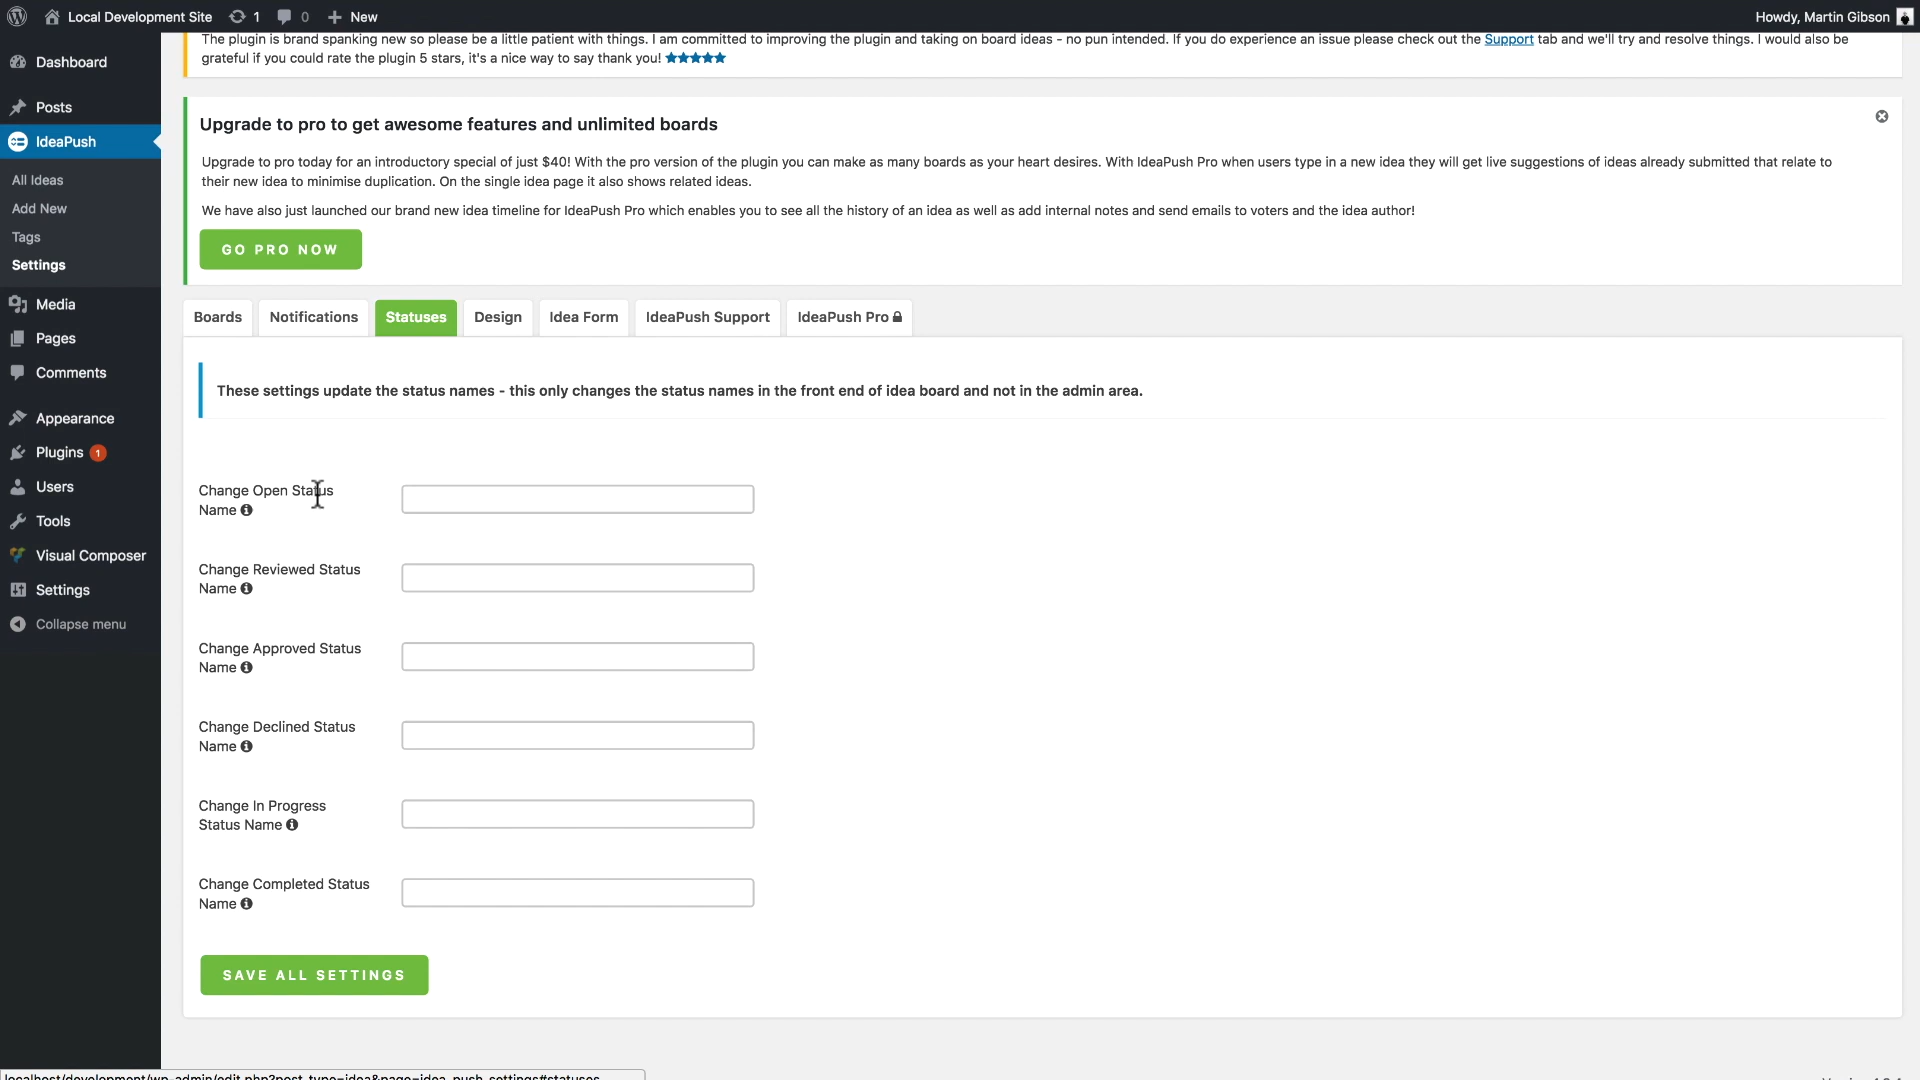 Local Development Site 1 0 New Howdy, Martin Gibson
Dashboard
Posts
IdeaPush
All Ideas
Add New
Tags
Settings
Media
Pages
Comments
Appearance
Plugins 1
Users
Tools
Visual Composer
Settings
Collapse menu
The plugin is brand spanking new so please be a little patient with things. I am committed to improving the plugin and taking on board ideas - no pun intended. If you do experience an issue please check out the Support tab and we'll try and resolve things. I would also be
grateful if you could rate the plugin 5 stars, it's a nice way to say thank you! ★★★★★
Upgrade to pro to get awesome features and unlimited boards
Upgrade to pro today for an introductory special of just $40! With the pro version of the plugin you can make as many boards as your heart desires. With IdeaPush Pro when users type in a new idea they will get live suggestions of ideas already submitted that relate to
their new idea to minimise duplication. On the single idea page it also shows related ideas.
We have also just launched our brand new idea timeline for IdeaPush Pro which enables you to see all the history of an idea as well as add internal notes and send emails to voters and the idea author!
GO PRO NOW
Boards Notifications Statuses Design Idea Form IdeaPush Support IdeaPush Pro
These settings update the status names - this only changes the status names in the front end of idea board and not in the admin area.
Change Open Status
Name
Change Reviewed Status
Name
Change Approved Status
Name
Change Declined Status
Name
Change In Progress
Status Name
Change Completed Status
Name
SAVE ALL SETTINGS
localhost/development/wp-admin/edit.php?post_type=idea&page=idea_push_settings#statuses